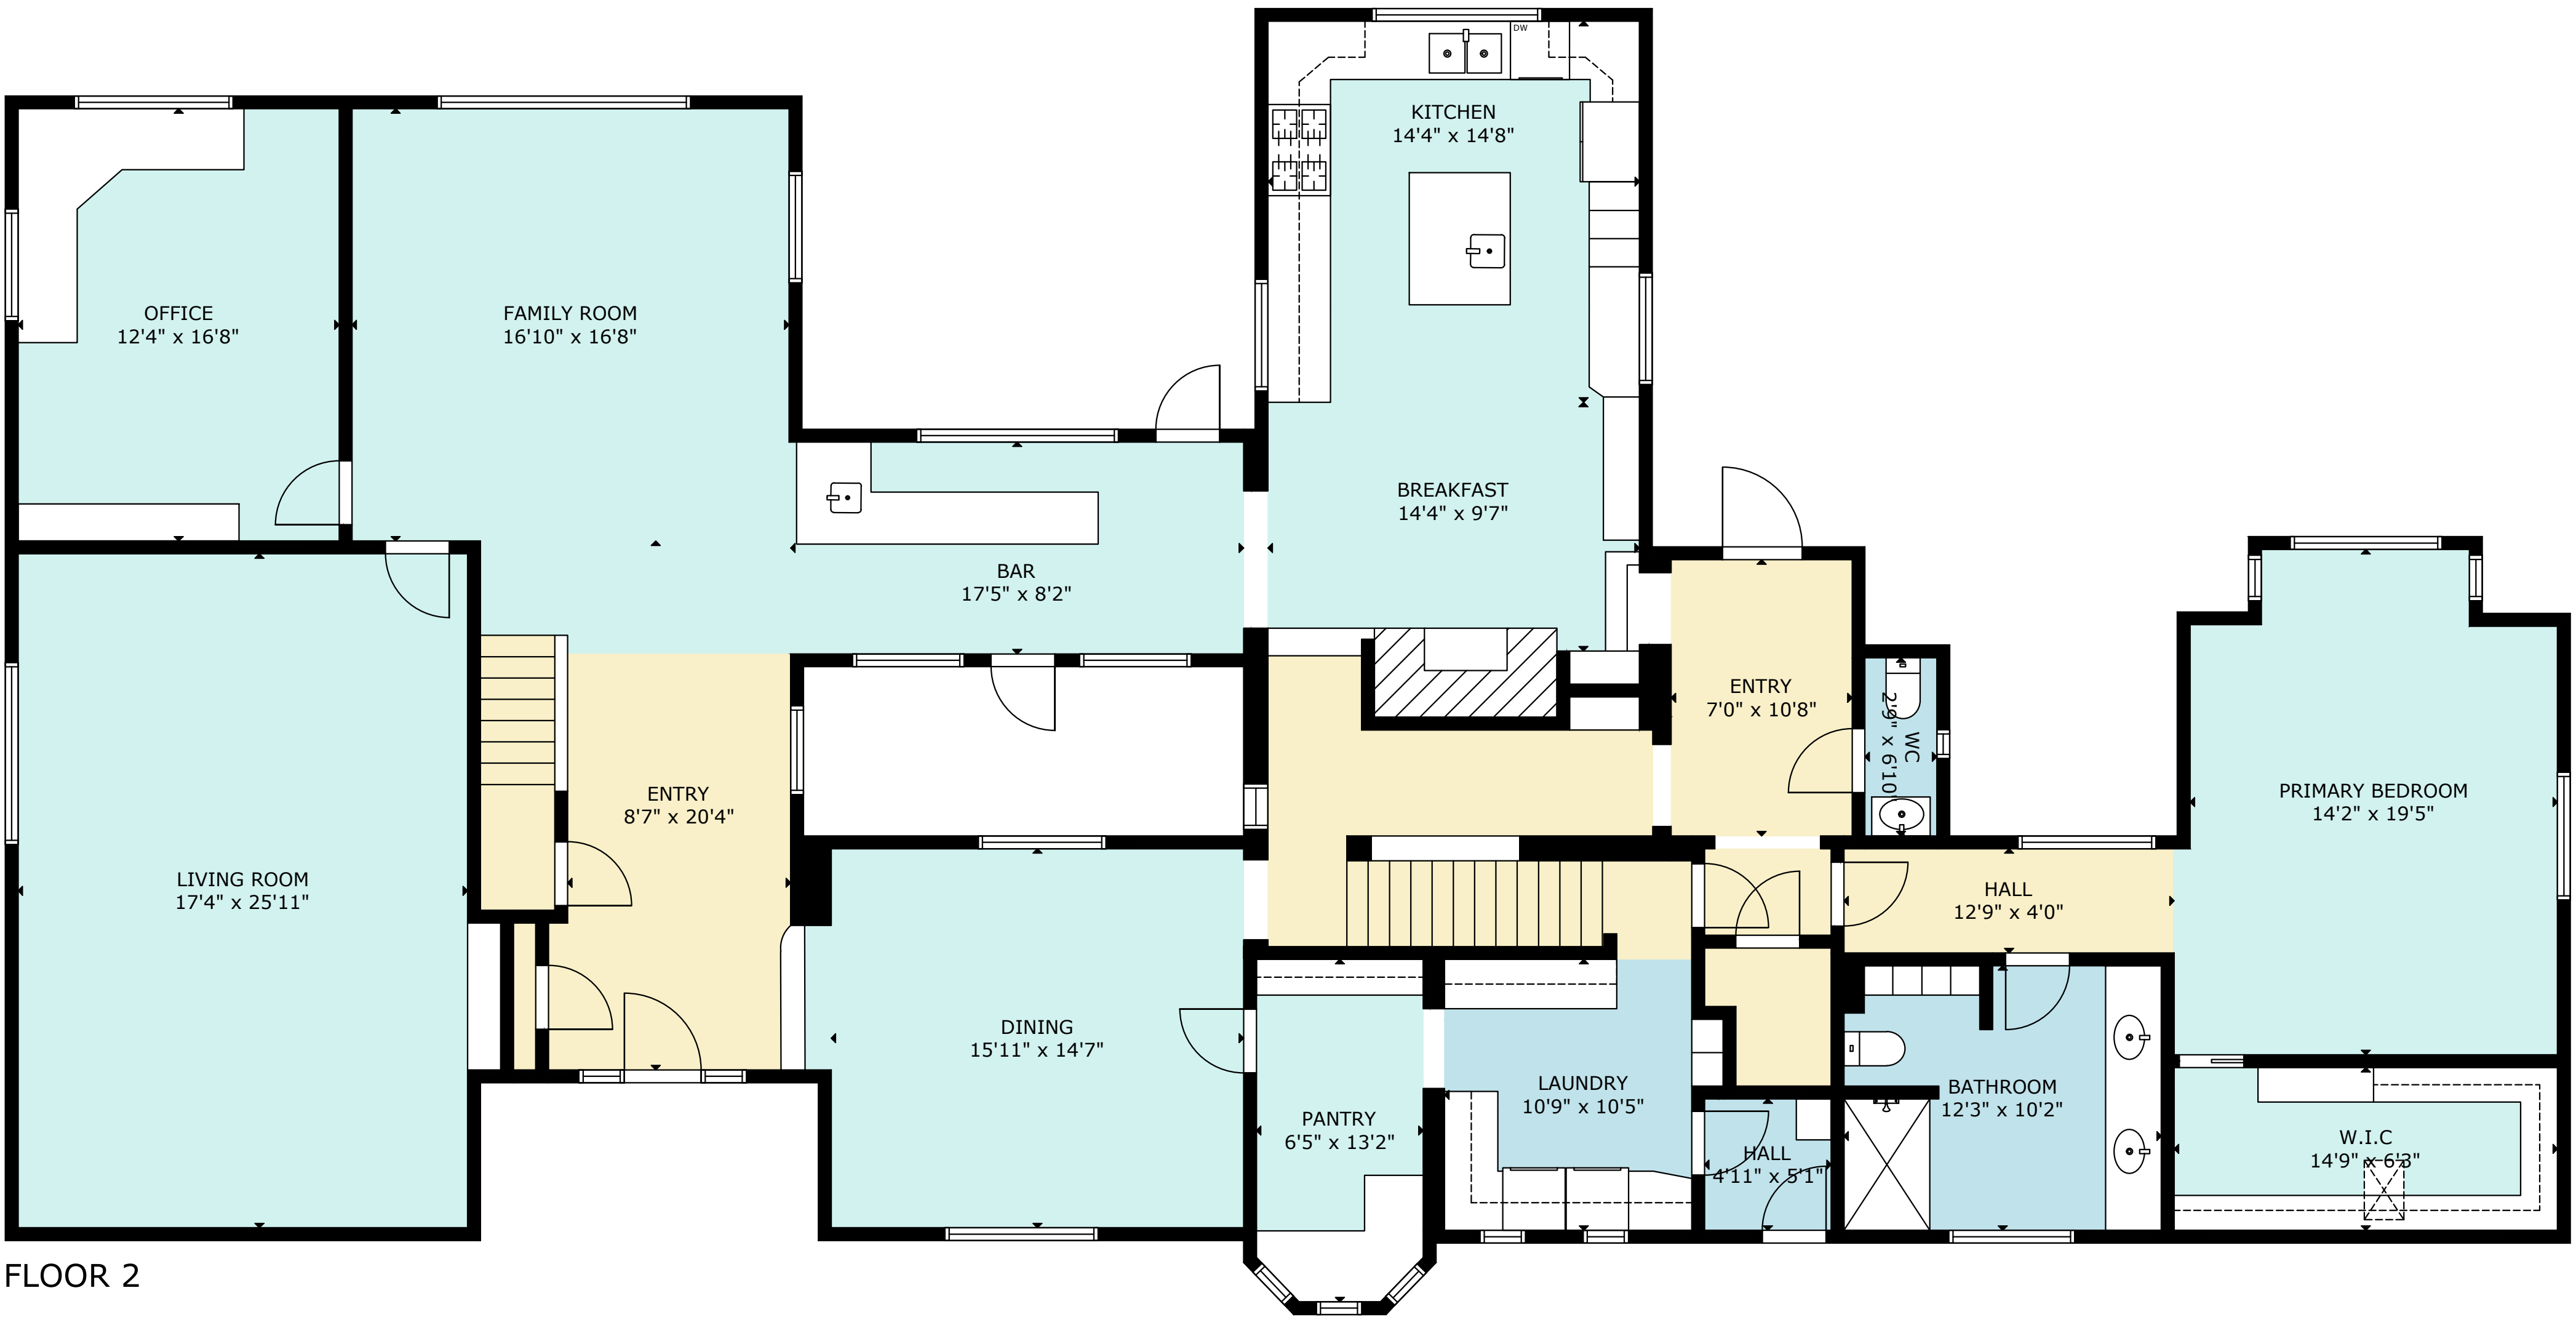 DW
KITCHEN
14'4" x 14'8"
OFFICE
12'4" x 16'8"
FAMILY ROOM
16'10" x 16'8"
BREAKFAST
14'4" x 9'7"
BAR
17'5" x 8'2"
ENTRY
7'0" x 10'8"
WC
2'9" x 6'10"
ENTRY
8'7" x 20'4"
PRIMARY BEDROOM
14'2" x 19'5"
LIVING ROOM
17'4" x 25'11"
HALL
12'9" x 4'0"
DINING
15'11" x 14'7"
LAUNDRY
10'9" x 10'5"
BATHROOM
12'3" x 10'2"
PANTRY
6'5" x 13'2"
HALL
4'11" x 5'1"
W.I.C
14'9" x 6'3"
FLOOR 2